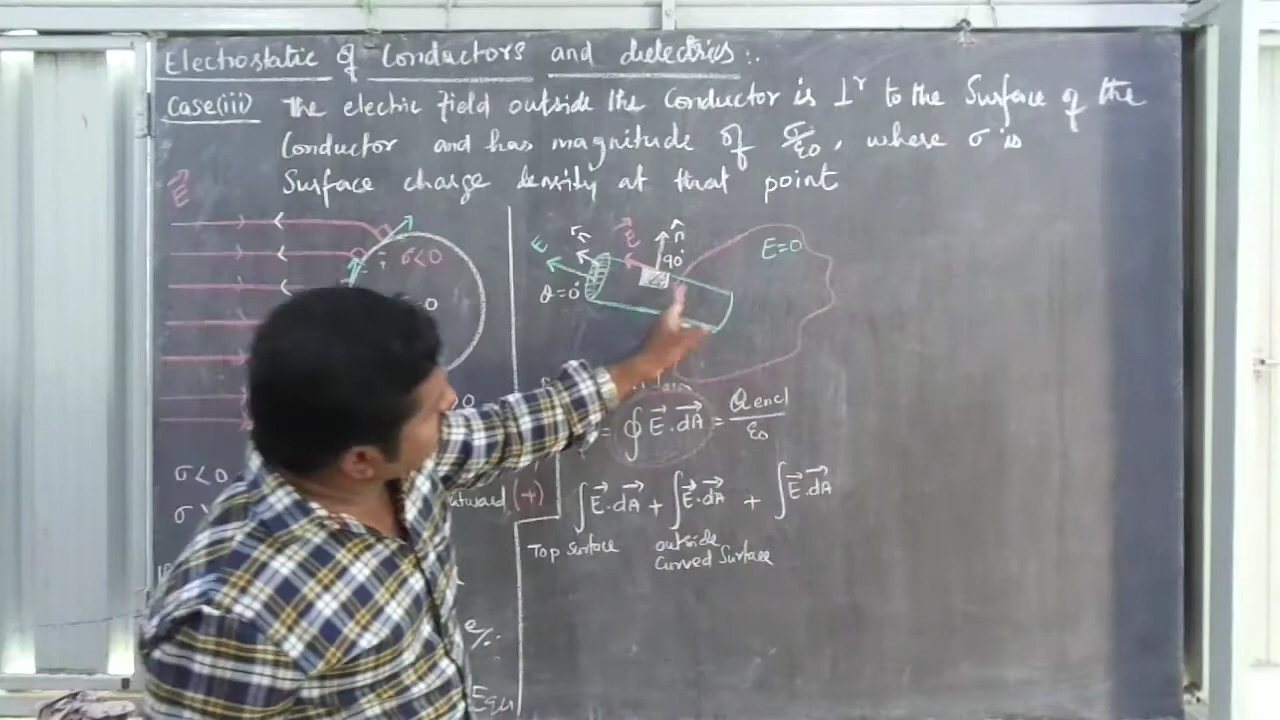 Electrostatic of Conductors and dielectrics:.
Case(iii) The electric field outside the Conductor is ⊥r to the Surface of the
Conductor and has magnitude of σ/ε0, where σ is
Surface charge density at that point
E⃗
σ<0
E
n̂
E⃗
n̂
90°
E=0
θ=0°
∮ E⃗.dA⃗ = Q encl / ε0
σ<0
(+)
∫E⃗.dA⃗ + ∫E⃗.dA⃗ + ∫E⃗.dA⃗
Top surface
outside
Curved Surface